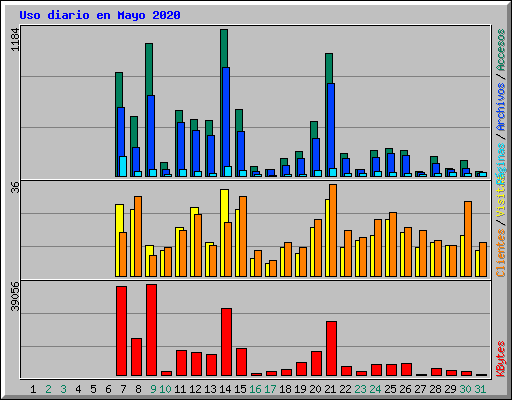 Uso diario en Mayo 2020
1184
36
39056
Accesos / Archivos / Páginas
Clientes / Visitas
KBytes
1 2 3 4 5 6 7 8 9 10 11 12 13 14 15 16 17 18 19 20 21 22 23 24 25 26 27 28 29 30 31